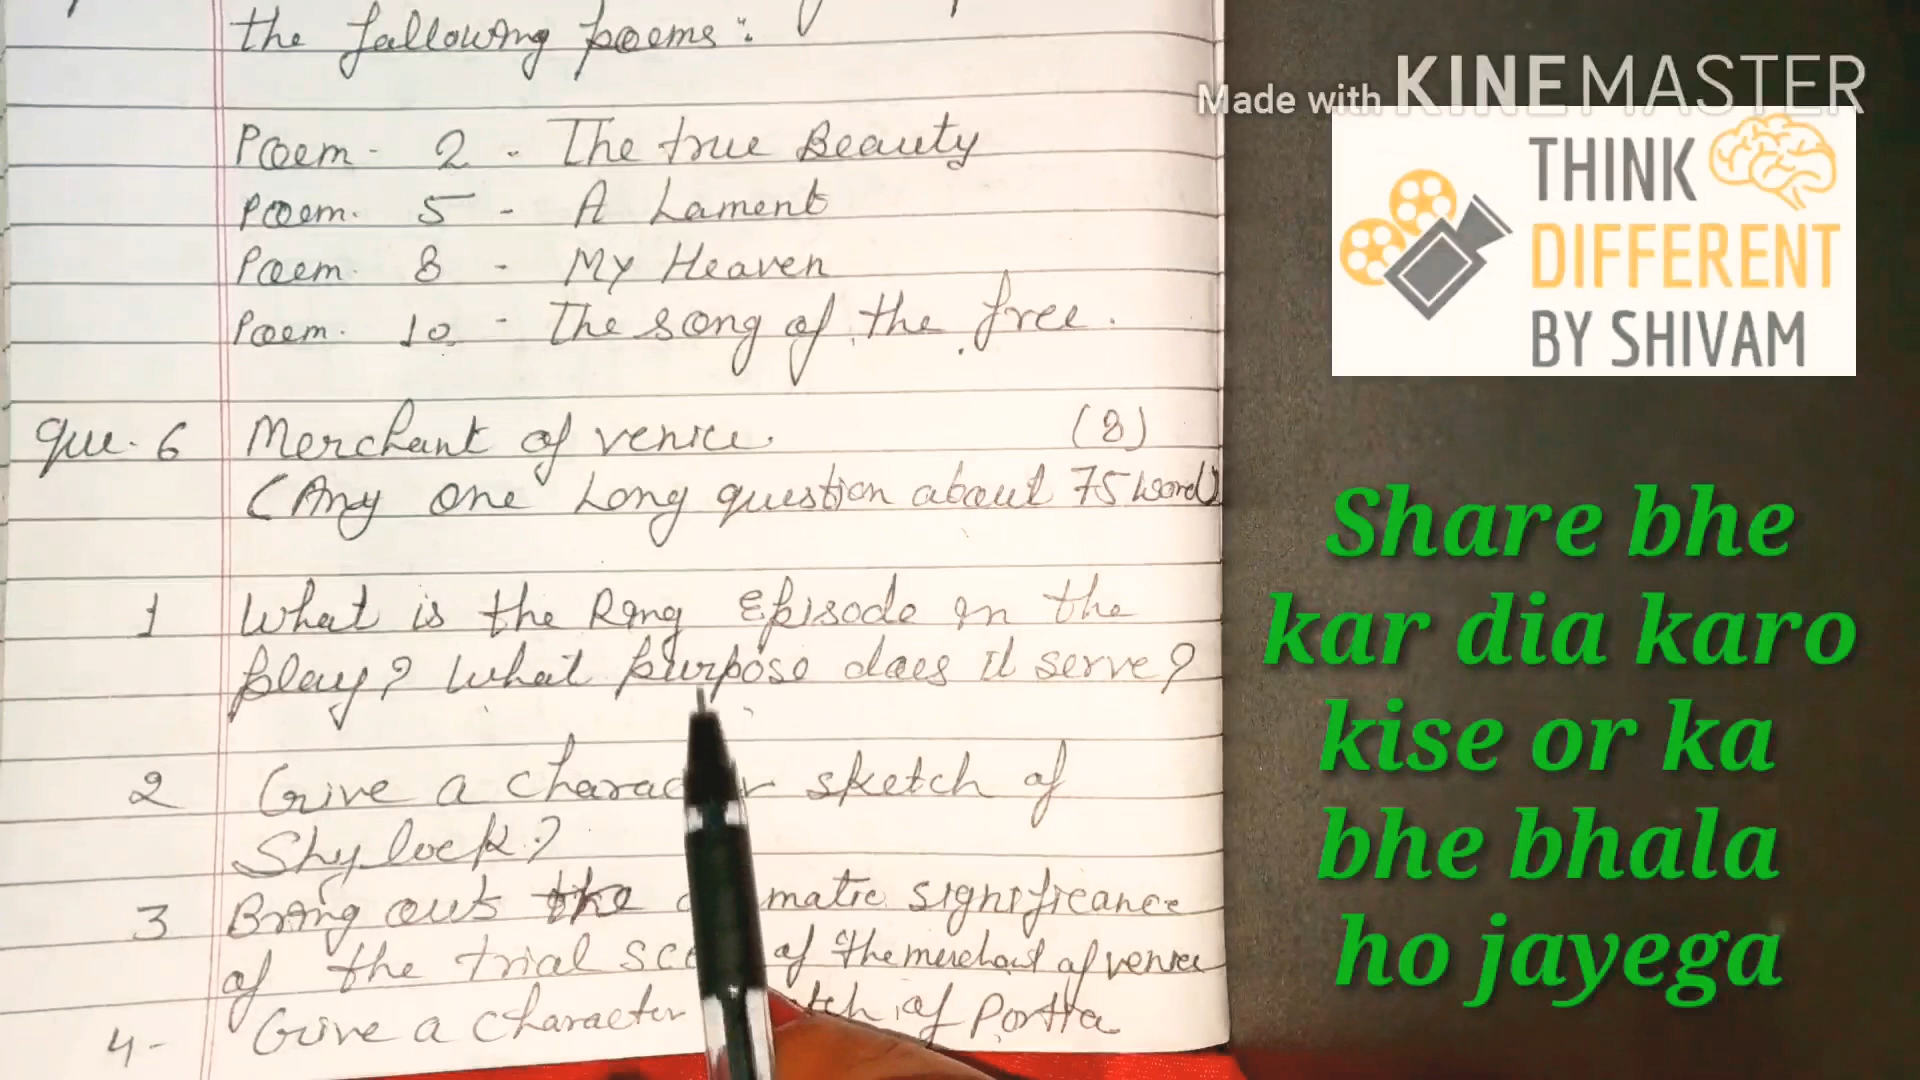 the following poems:
Poem - 2 - The true Beauty
Poem - 5 - A Lament
Poem - 8 - My Heaven
Poem - 10 - The song of the free.
que. 6 Merchant of venice (8)
(Any one Long question about 75 word)
1 What is the Ring Episode in the
play? What purpose does it serve?
2 Give a character sketch of
Shylock?
3 Bring out the matic significance
of the trial sce of The merchant of venice
4- Give a character tch of Portia
Made with KINEMASTER
THINK
DIFFERENT
BY SHIVAM
Share bhe
kar dia karo
kise or ka
bhe bhala
ho jayega